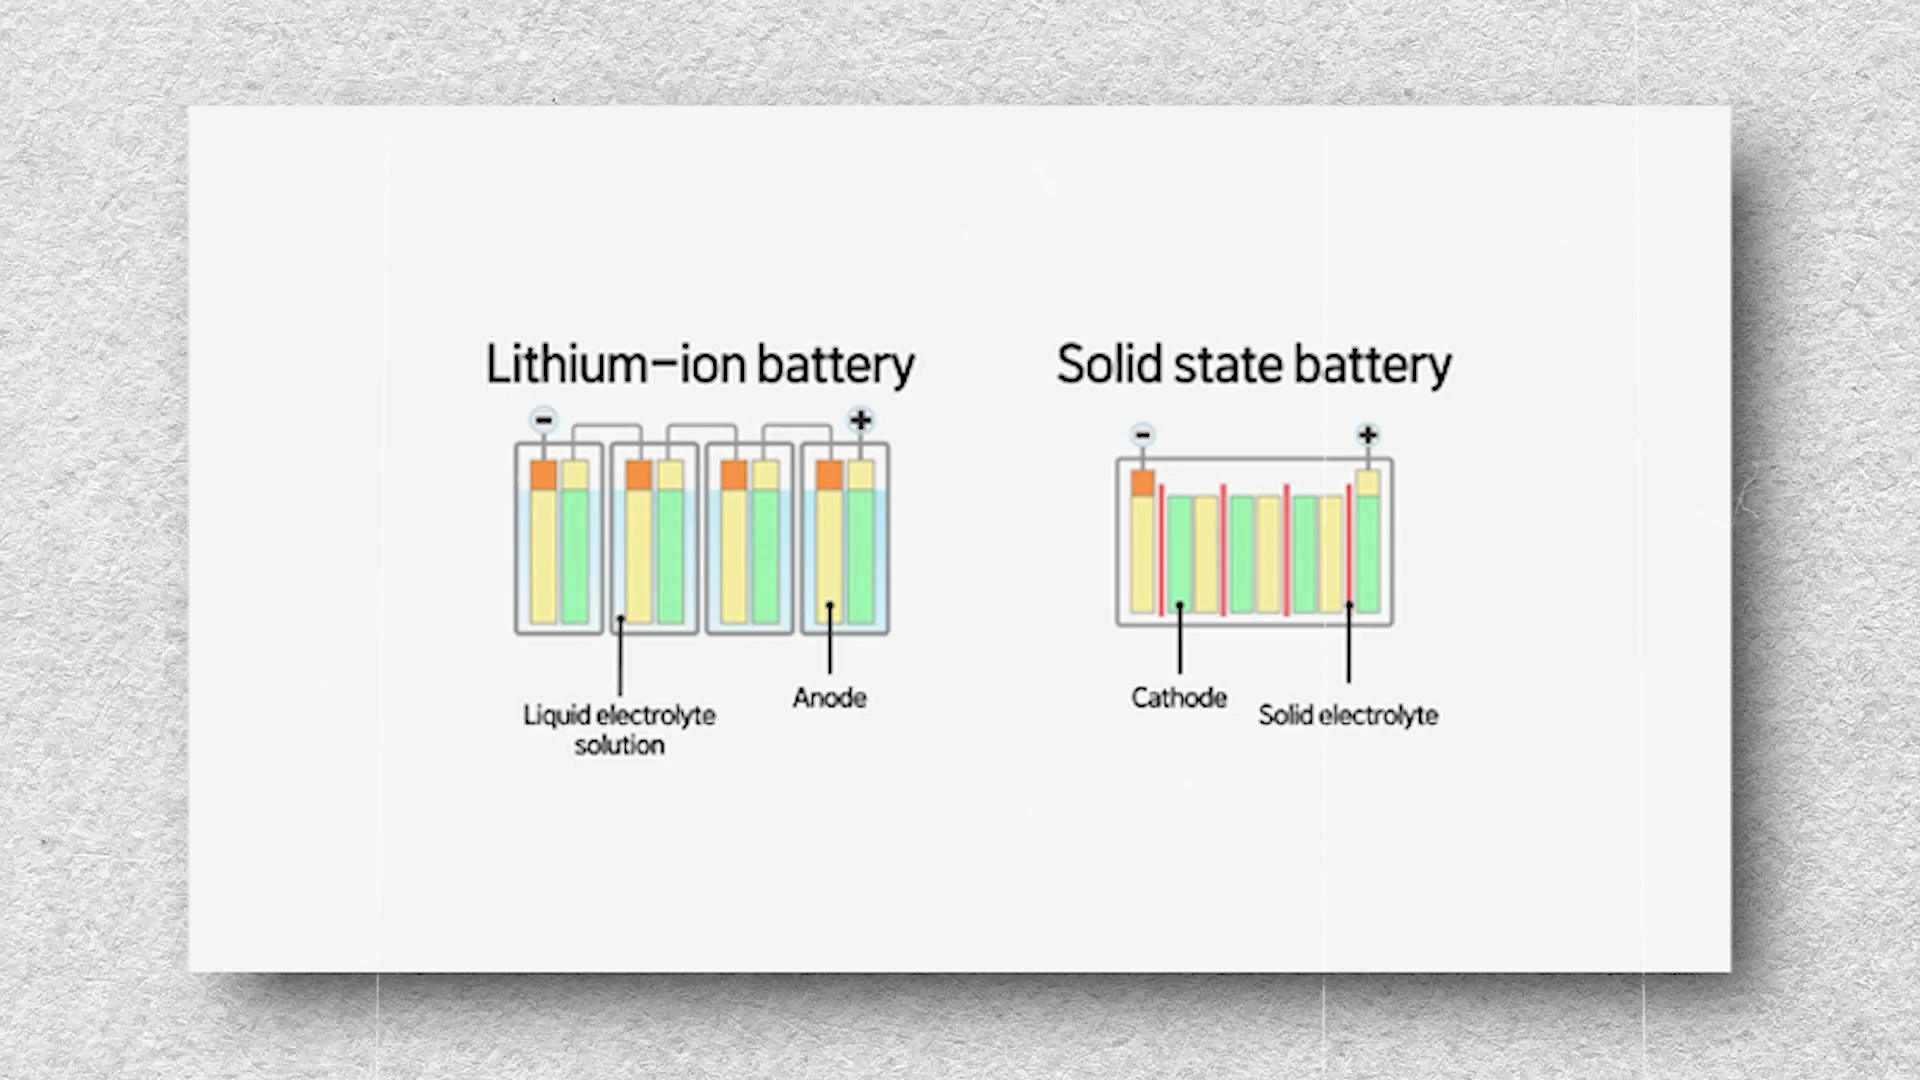 Lithium-ion battery
- +
Liquid electrolyte
solution
Anode
Solid state battery
- +
Cathode
Solid electrolyte